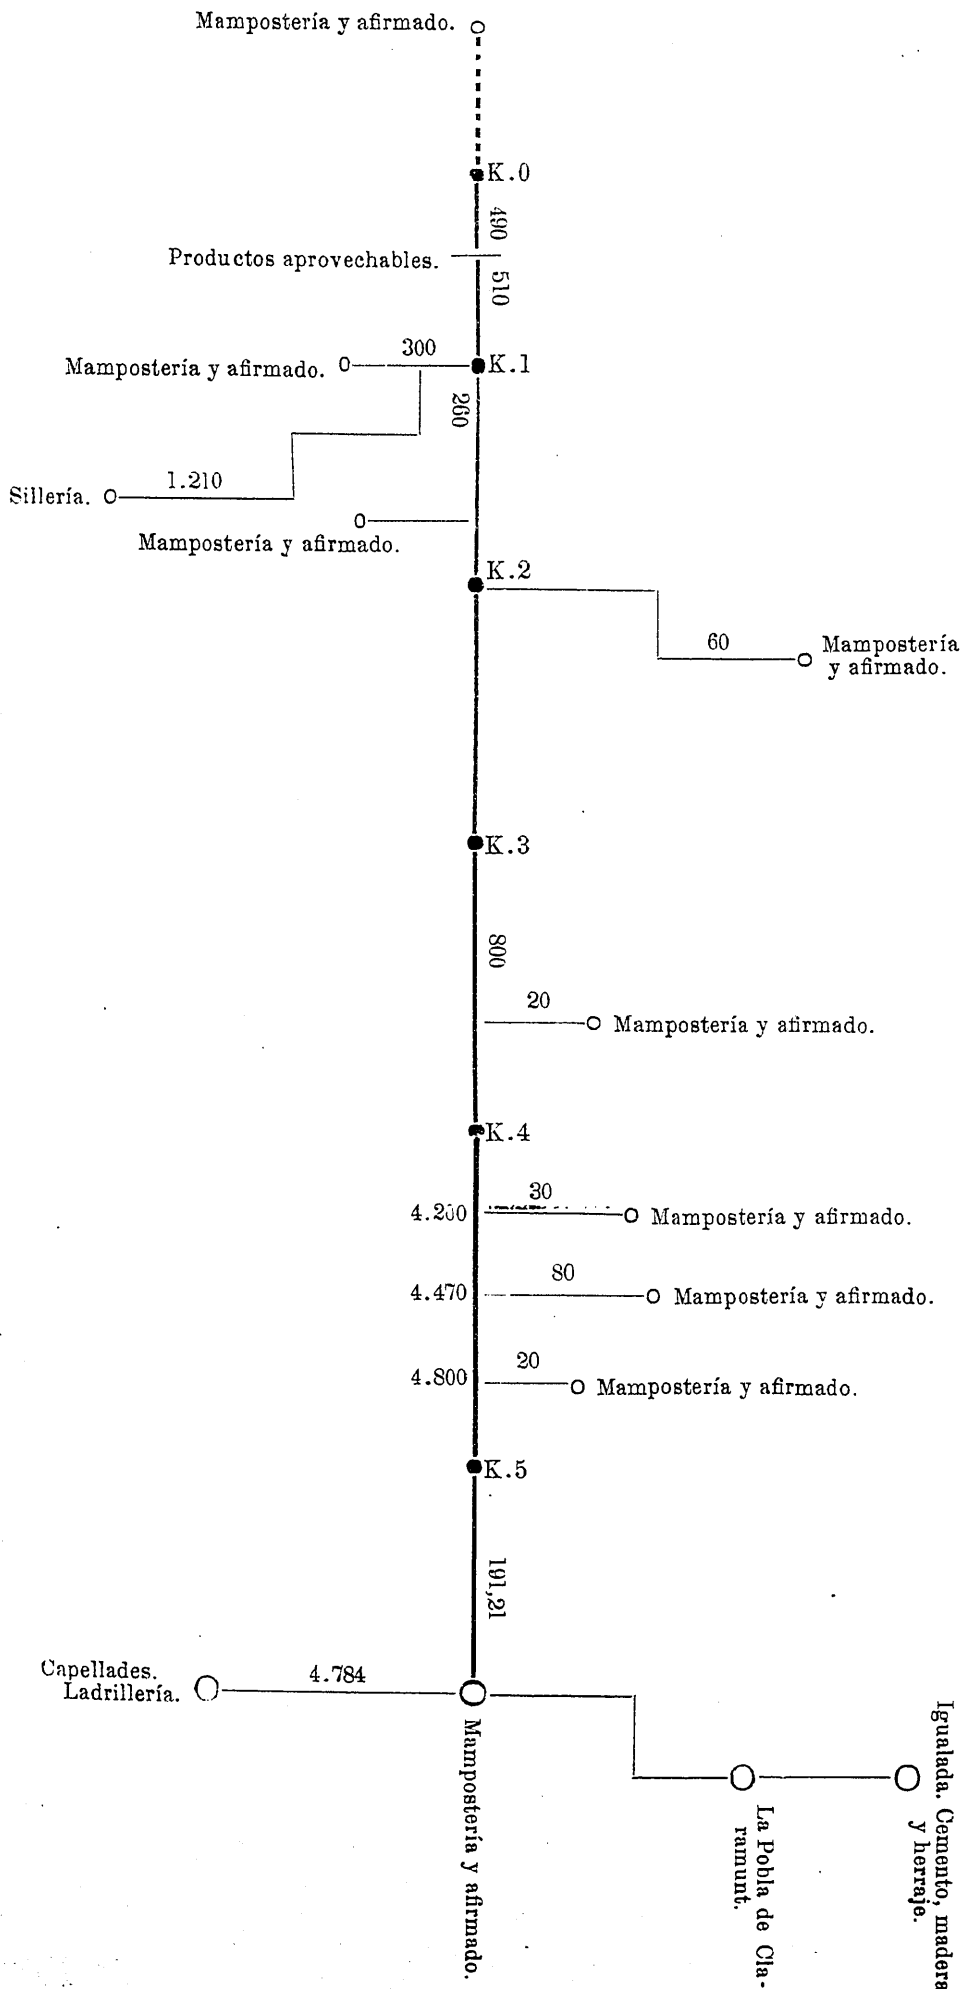 Mampostería y afirmado.
K.0
490
Productos aprovechables.
510
300
Mampostería y afirmado.
K.1
260
1.210
Sillería.
Mampostería y afirmado.
K.2
60
Mampostería
y afirmado.
K.3
800
20
Mampostería y afirmado.
K.4
30
4.200
Mampostería y afirmado.
80
4.470
Mampostería y afirmado.
20
4.800
Mampostería y afirmado.
K.5
191,21
Capellades.
Ladrillería.
4.784
Mampostería y afirmado.
La Pobla de Cla-
ramunt.
Igualada. Cemento, madera
y herraje.